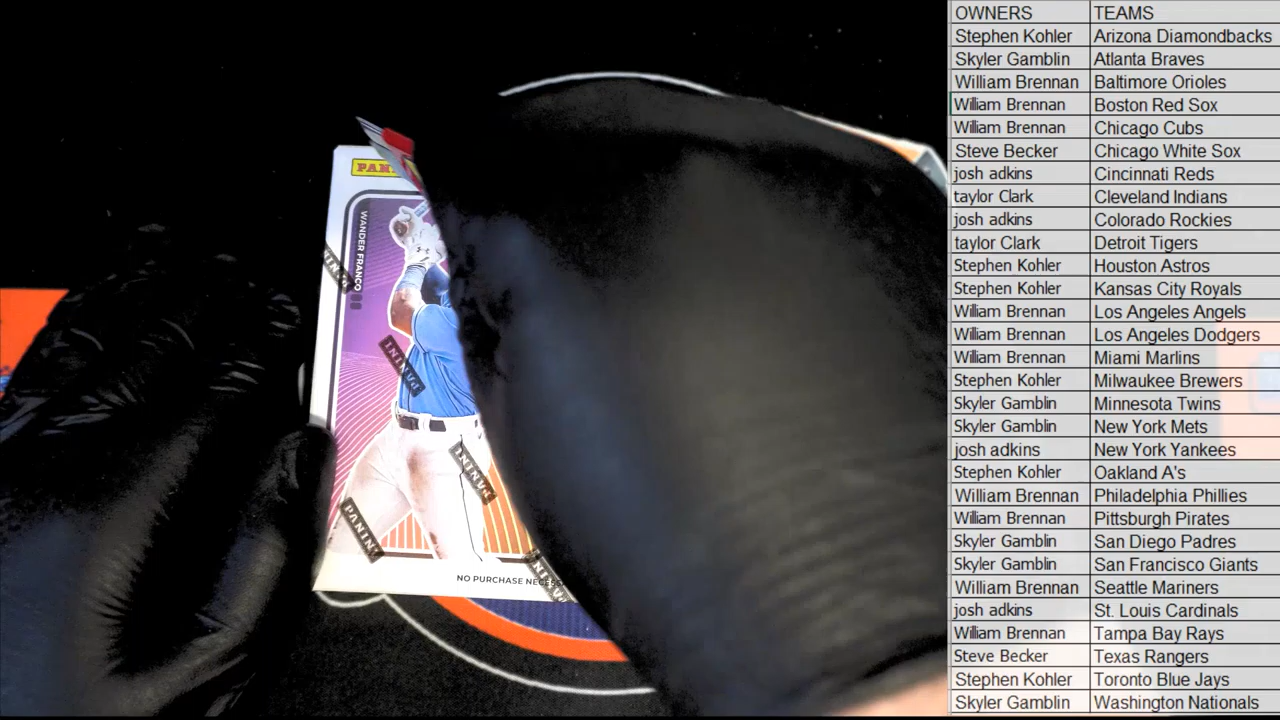 OWNERS TEAMS
Stephen Kohler Arizona Diamondbacks
Skyler Gamblin Atlanta Braves
William Brennan Baltimore Orioles
William Brennan Boston Red Sox
William Brennan Chicago Cubs
Steve Becker Chicago White Sox
josh adkins Cincinnati Reds
taylor Clark Cleveland Indians
josh adkins Colorado Rockies
taylor Clark Detroit Tigers
Stephen Kohler Houston Astros
Stephen Kohler Kansas City Royals
William Brennan Los Angeles Angels
William Brennan Los Angeles Dodgers
William Brennan Miami Marlins
Stephen Kohler Milwaukee Brewers
Skyler Gamblin Minnesota Twins
Skyler Gamblin New York Mets
josh adkins New York Yankees
Stephen Kohler Oakland A's
William Brennan Philadelphia Phillies
William Brennan Pittsburgh Pirates
Skyler Gamblin San Diego Padres
Skyler Gamblin San Francisco Giants
William Brennan Seattle Mariners
josh adkins St. Louis Cardinals
William Brennan Tampa Bay Rays
Steve Becker Texas Rangers
Stephen Kohler Toronto Blue Jays
Skyler Gamblin Washington Nationals
WANDER FRANCO
PANINI
PANINI
PANINI
NO PURCHASE